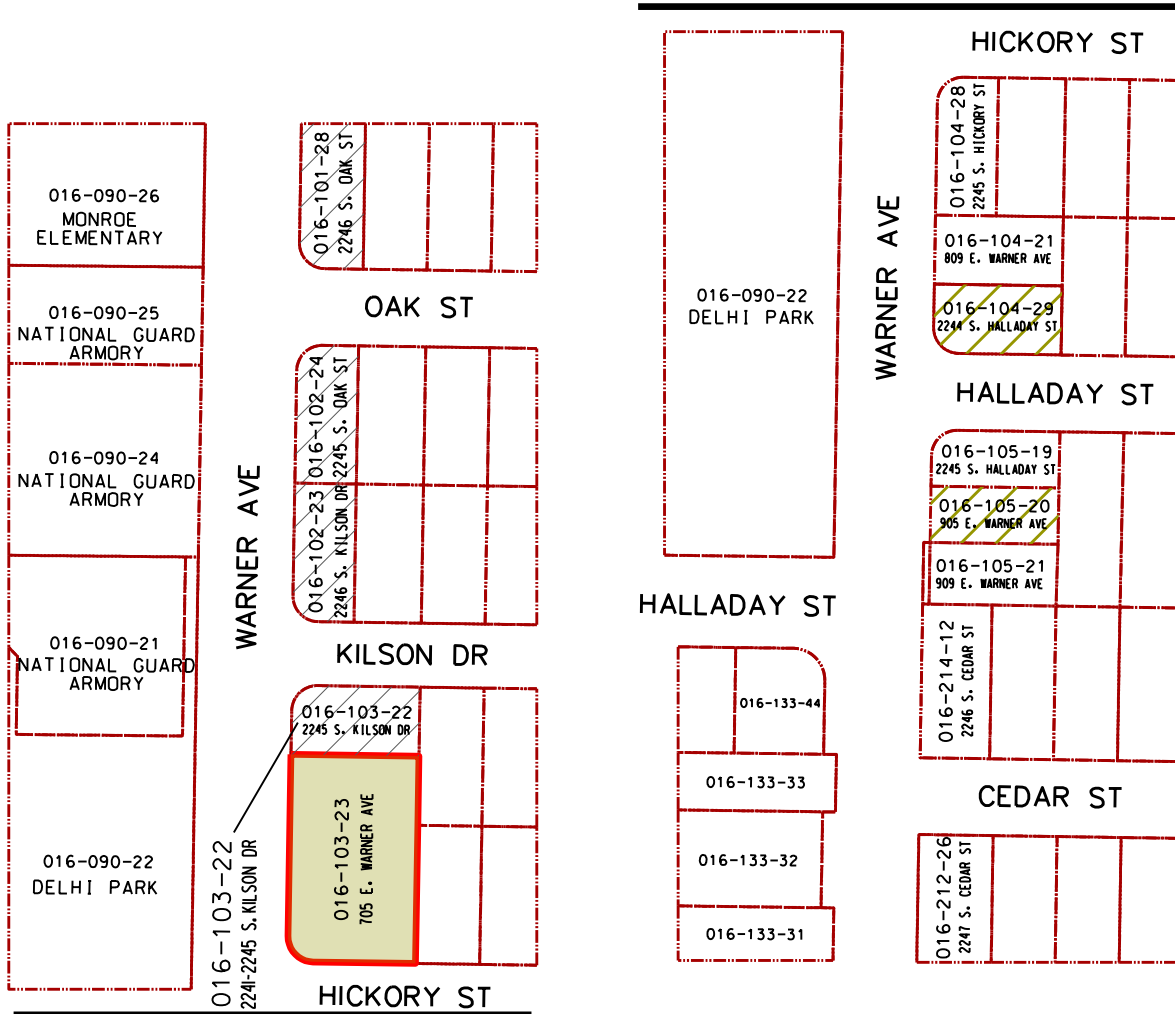 016-090-26
MONROE
ELEMENTARY
016-090-25
NATIONAL GUARD
ARMORY
016-090-24
NATIONAL GUARD
ARMORY
016-090-21
NATIONAL GUARD
ARMORY
016-090-22
DELHI PARK
WARNER AVE
016-101-28
2246 S. OAK ST
OAK ST
016-102-24
2245 S. OAK ST
016-102-23
2246 S. KILSON DR
KILSON DR
016-103-22
2245 S. KILSON DR
016-103-23
705 E. WARNER AVE
016-103-22
2241-2245 S.KILSON DR
HICKORY ST
016-090-22
DELHI PARK
HALLADAY ST
016-133-44
016-133-33
016-133-32
016-133-31
WARNER AVE
HICKORY ST
016-104-28
2245 S. HICKORY ST
016-104-21
809 E. WARNER AVE
016-104-29
2244 S. HALLADAY ST
HALLADAY ST
016-105-19
2245 S. HALLADAY ST
016-105-20
905 E. WARNER AVE
016-105-21
909 E. WARNER AVE
016-214-12
2246 S. CEDAR ST
CEDAR ST
016-212-26
2247 S. CEDAR ST